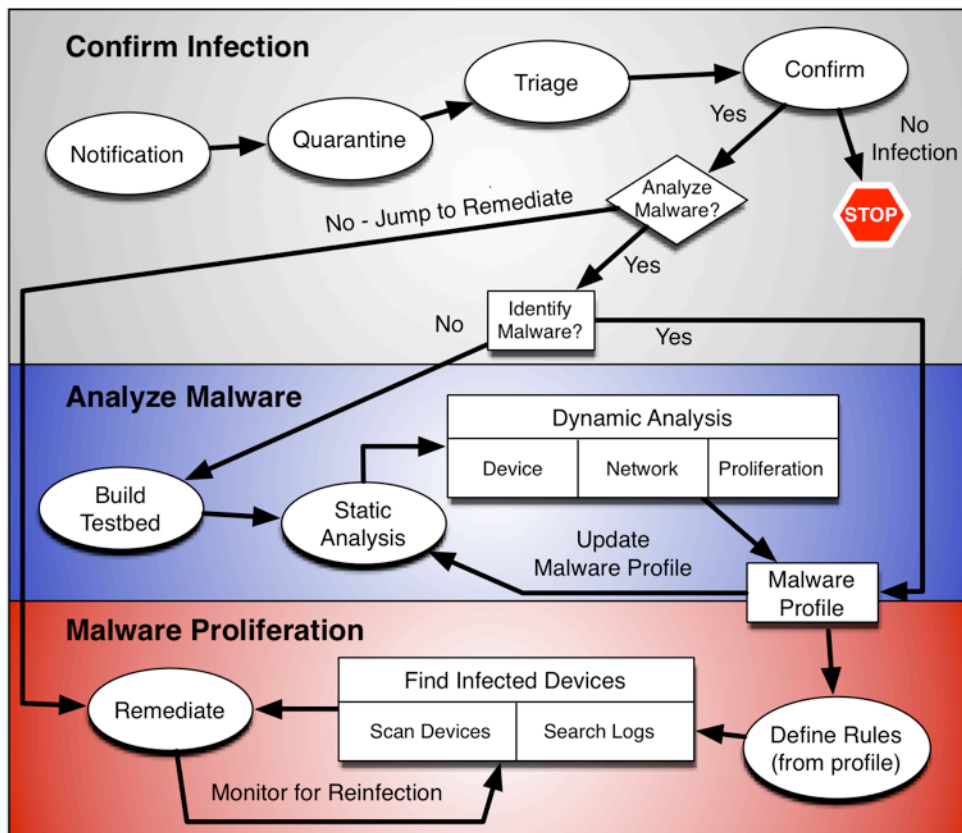 Confirm Infection
Notification
Quarantine
Triage
Confirm
Yes
No
Infection
STOP
Analyze
Malware?
No - Jump to Remediate
Yes
Identify
Malware?
No
Yes
Analyze Malware
Dynamic Analysis
Device
Network
Proliferation
Build
Testbed
Static
Analysis
Update
Malware Profile
Malware
Profile
Malware Proliferation
Remediate
Find Infected Devices
Scan Devices
Search Logs
Define Rules
(from profile)
Monitor for Reinfection